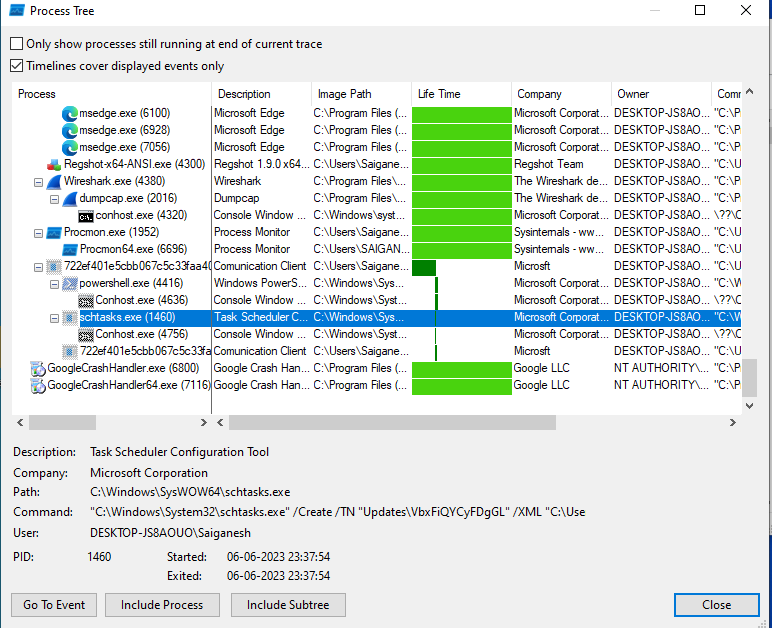 Process Tree
Only show processes still running at end of current trace
Timelines cover displayed events only
Process Description Image Path Life Time Company Owner Comm
msedge.exe (6100) Microsoft Edge C:\Program Files (... Microsoft Corporat... DESKTOP-JS8AO... "C:\P
msedge.exe (6928) Microsoft Edge C:\Program Files (... Microsoft Corporat... DESKTOP-JS8AO... "C:\P
msedge.exe (7056) Microsoft Edge C:\Program Files (... Microsoft Corporat... DESKTOP-JS8AO... "C:\P
Regshot-x64-ANSI.exe (4300) Regshot 1.9.0 x64... C:\Users\Saigane... Regshot Team DESKTOP-JS8AO... "C:\U
Wireshark.exe (4380) Wireshark C:\Program Files\... The Wireshark de... DESKTOP-JS8AO... "C:\P
dumpcap.exe (2016) Dumpcap C:\Program Files\... The Wireshark de... DESKTOP-JS8AO... "C:\P
conhost.exe (4320) Console Window ... C:\Windows\syst... Microsoft Corporat... DESKTOP-JS8AO... \??\C
Procmon.exe (1952) Process Monitor C:\Users\Saigane... Sysinternals - ww... DESKTOP-JS8AO... "C:\U
Procmon64.exe (6696) Process Monitor C:\Users\SAIGAN... Sysinternals - ww... DESKTOP-JS8AO... "C:\U
722ef401e5cbb067c5c33faa40 Comunication Client C:\Users\Saigane... Microsft DESKTOP-JS8AO... "C:\U
powershell.exe (4416) Windows PowerS... C:\Windows\Sys... Microsoft Corporat... DESKTOP-JS8AO... "C:\W
Conhost.exe (4636) Console Window ... C:\Windows\Syst... Microsoft Corporat... DESKTOP-JS8AO... \??\C
schtasks.exe (1460) Task Scheduler C... C:\Windows\Sys... Microsoft Corporat... DESKTOP-JS8AO... "C:\W
Conhost.exe (4756) Console Window ... C:\Windows\Syst... Microsoft Corporat... DESKTOP-JS8AO... \??\C
722ef401e5cbb067c5c33fa Comunication Client C:\Users\Saigane... Microsft DESKTOP-JS8AO... "C:\U
GoogleCrashHandler.exe (6800) Google Crash Han... C:\Program Files (... Google LLC NT AUTHORITY\... "C:\P
GoogleCrashHandler64.exe (7116) Google Crash Han... C:\Program Files (... Google LLC NT AUTHORITY\... "C:\P
Description: Task Scheduler Configuration Tool
Company: Microsoft Corporation
Path: C:\Windows\SysWOW64\schtasks.exe
Command: "C:\Windows\System32\schtasks.exe" /Create /TN "Updates\VbxFiQYCyFDgGL" /XML "C:\Use
User: DESKTOP-JS8AOUO\Saiganesh
PID: 1460 Started: 06-06-2023 23:37:54
Exited: 06-06-2023 23:37:54
Go To Event Include Process Include Subtree Close